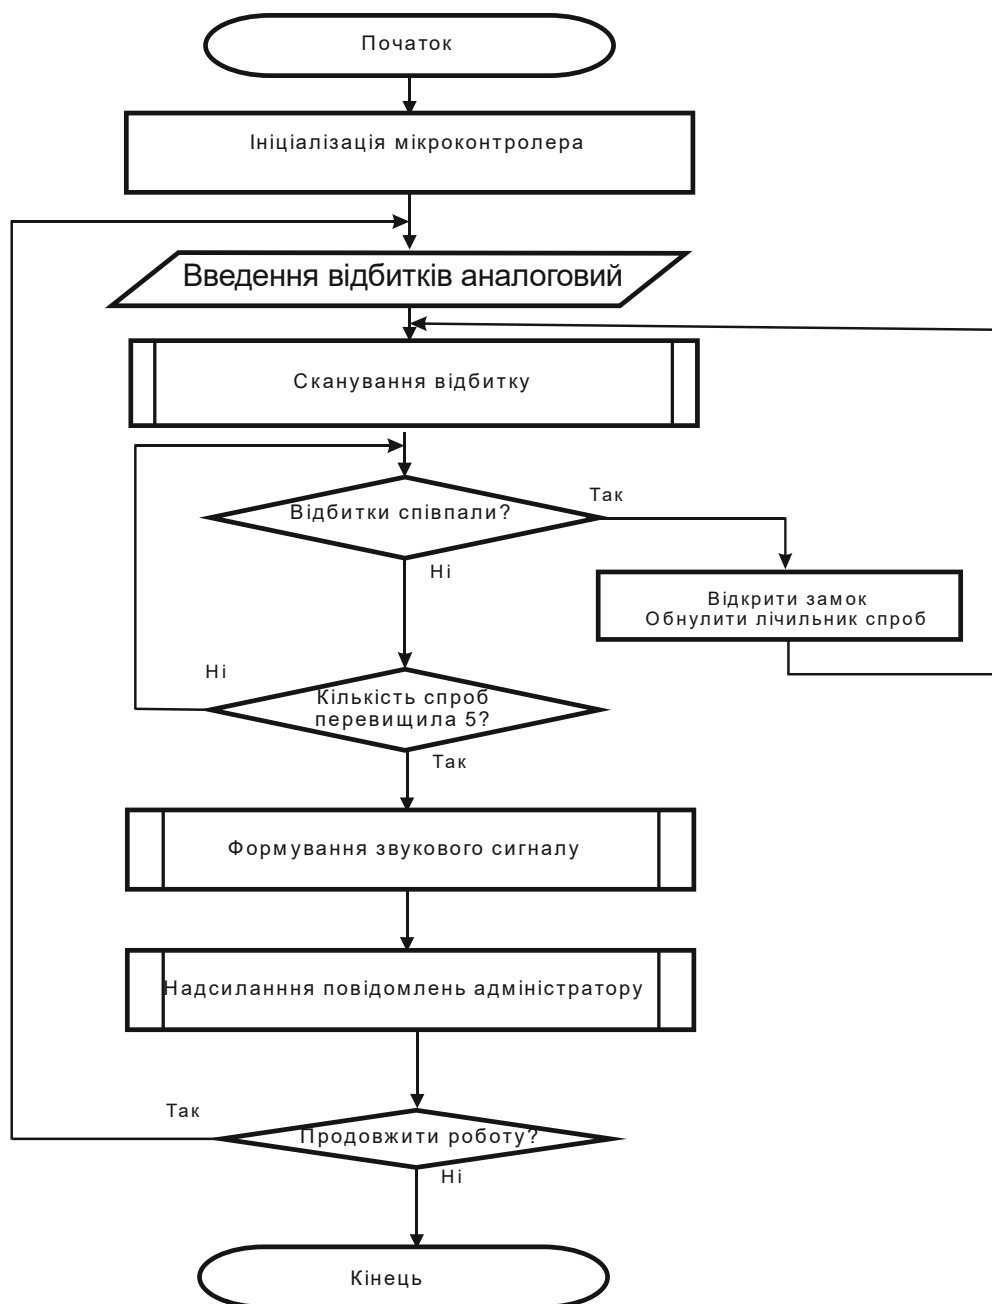 Початок
Ініціалізація мікроконтролера
Введення відбитків аналоговий
Сканування відбитку
Так
Відбитки співпали?
Ні
Відкрити замок
Обнулити лічильник спроб
Ні
Кількість спроб
перевищила 5?
Так
Формування звукового сигналу
Надсиланння повідомлень адміністратору
Так
Продовжити роботу?
Ні
Кінець